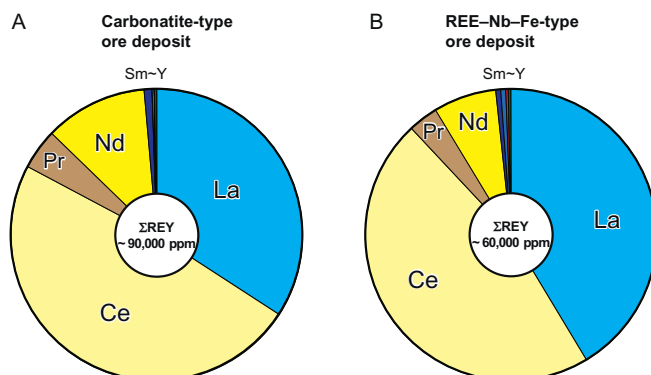 A
Carbonatite-type
ore deposit
Sm~Y
Nd
Pr
La
ΣREY
~ 90,000 ppm
Ce
B
REE–Nb–Fe-type
ore deposit
Sm~Y
Nd
Pr
La
ΣREY
~ 60,000 ppm
Ce